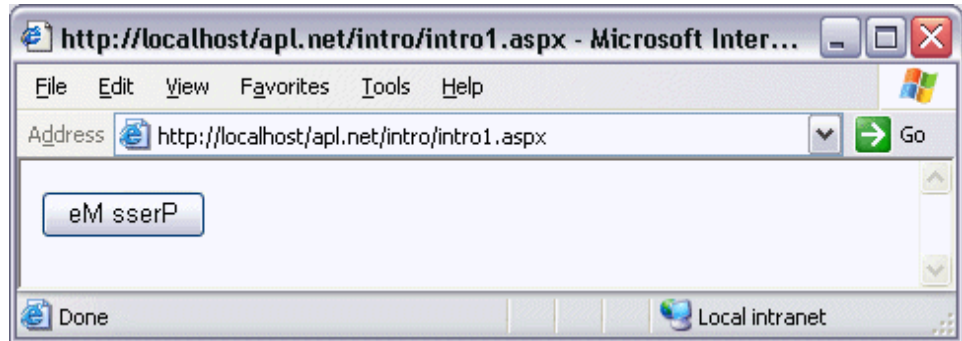 http://localhost/apl.net/intro/intro1.aspx - Microsoft Inter...
File Edit View Favorites Tools Help
Address http://localhost/apl.net/intro/intro1.aspx Go
eM sserP
Done Local intranet